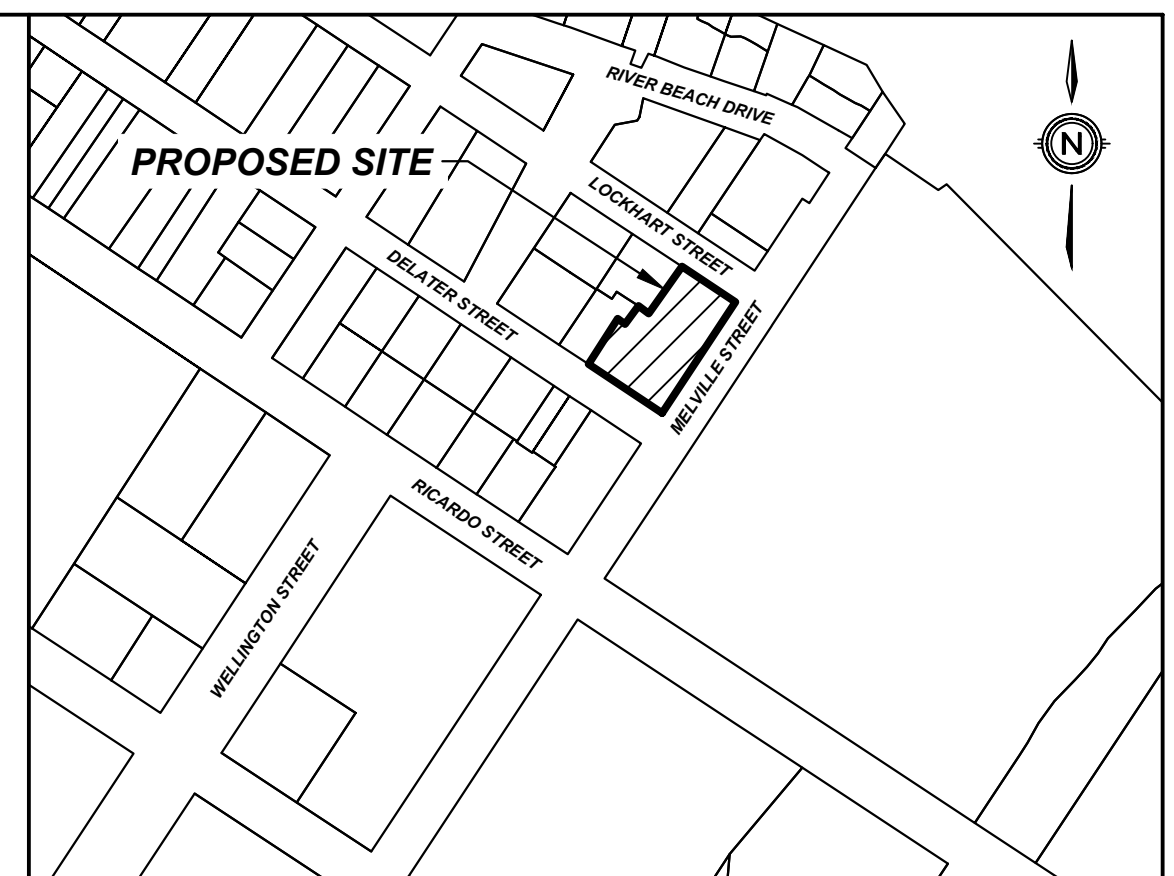 RIVER BEACH DRIVE
N
PROPOSED SITE
LOCKHART STREET
DELATER STREET
MELVILLE STREET
RICARDO STREET
WELLINGTON STREET